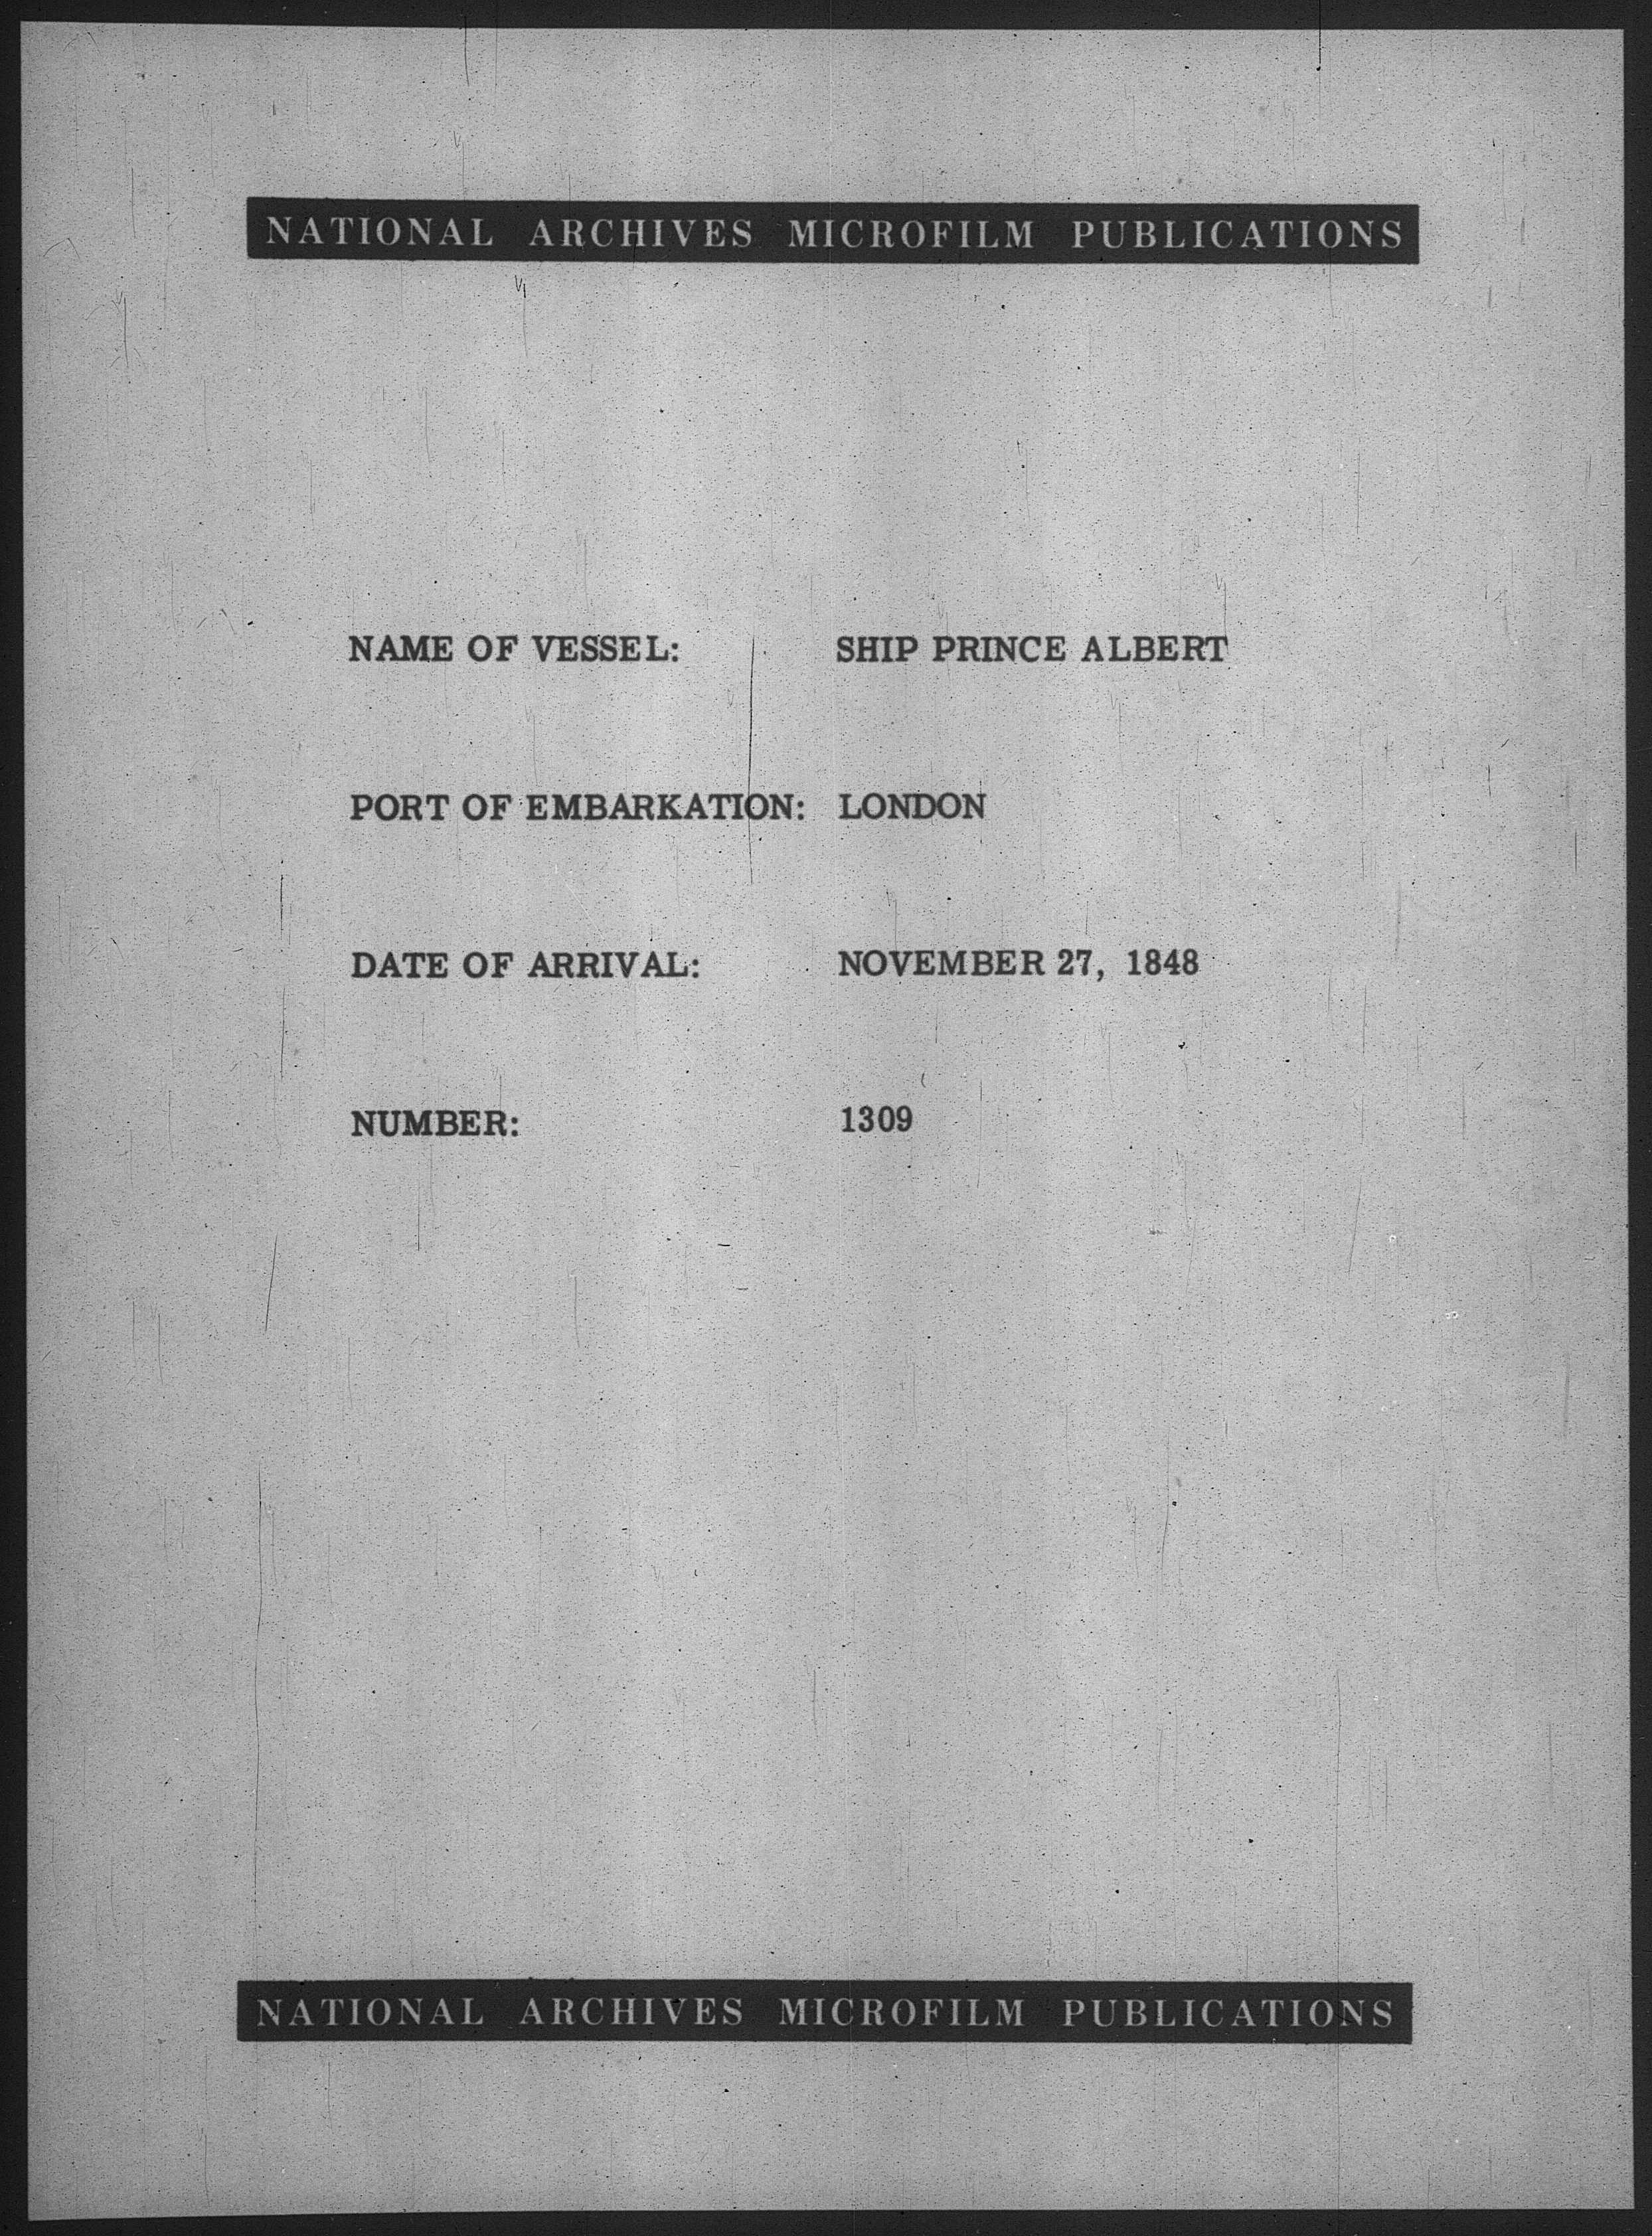 NATIONAL ARCHIVES MICROFILM PUBLICATIONS
NAME OF VESSEL: SHIP PRINCE ALBERT
PORT OF EMBARKATION: LONDON
DATE OF ARRIVAL: NOVEMBER 27, 1848
NUMBER: 1309
NATIONAL ARCHIVES MICROFILM PUBLICATIONS